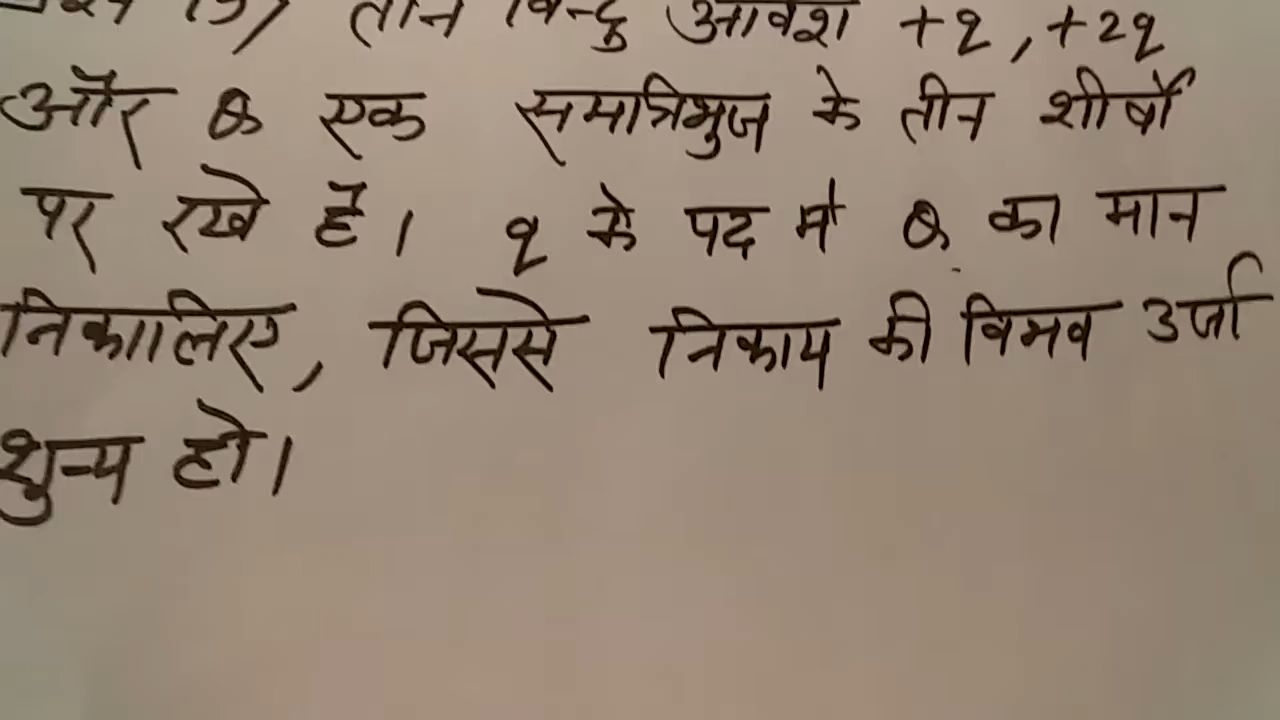 तीन बिन्दु आवेश +q, +2q
और Q एक समत्रिभुज के तीन शीर्षों
पर रखे हैं। q के पद में Q का मान
निकालिए, जिससे निकाय की विभव उर्जा
शुन्य हो।